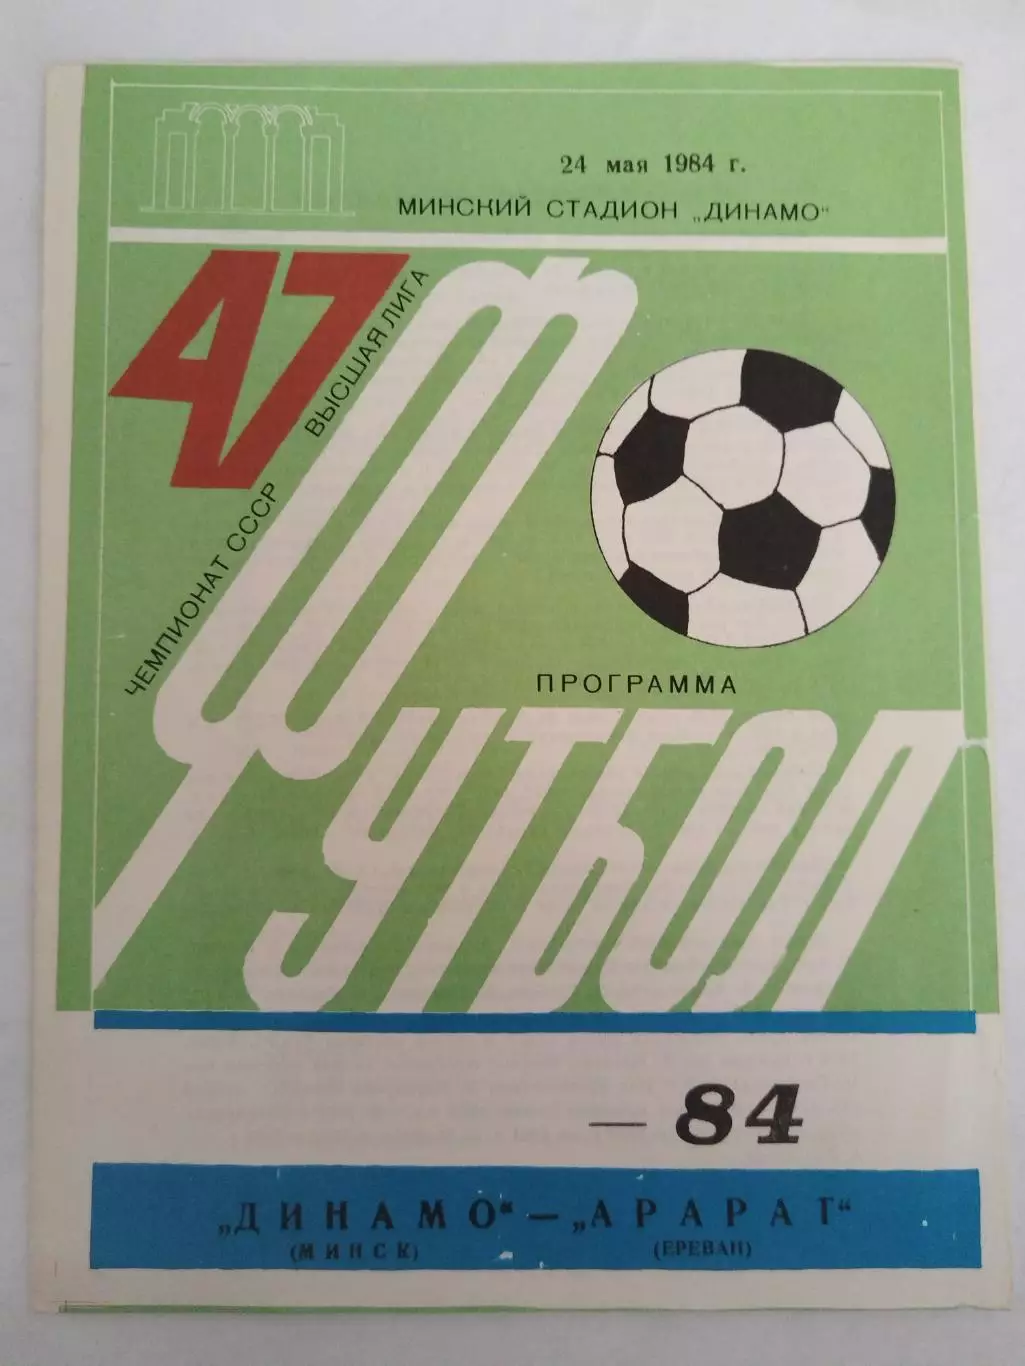 24 мая 1984 г.
МИНСКИЙ СТАДИОН „ДИНАМО"
47
ЧЕМПИОНАТ СССР
ВЫСШАЯ ЛИГА
ПРОГРАММА
ФУТБОЛ
— 84
„ДИНАМО" — „АРАРАТ"
(МИНСК) (ЕРЕВАН)